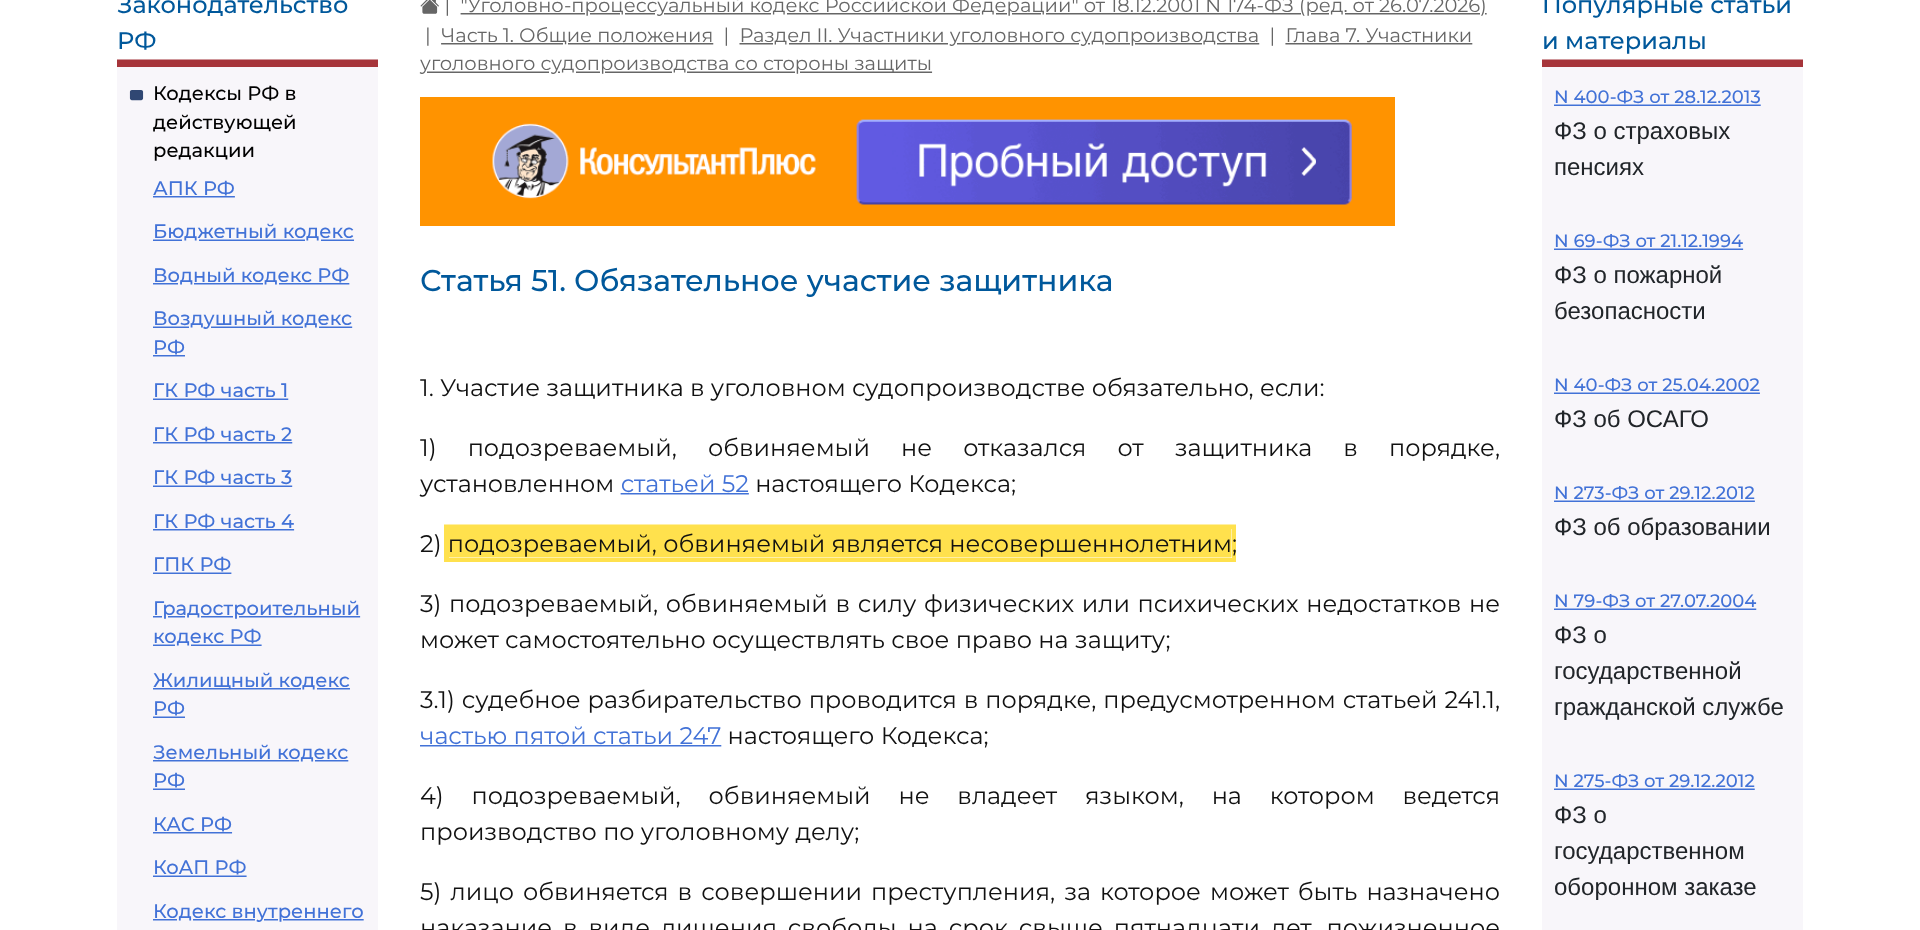 Законодательство
РФ
Кодексы РФ в
действующей
редакции
АПК РФ
Бюджетный кодекс
Водный кодекс РФ
Воздушный кодекс
РФ
ГК РФ часть 1
ГК РФ часть 2
ГК РФ часть 3
ГК РФ часть 4
ГПК РФ
Градостроительный
кодекс РФ
Жилищный кодекс
РФ
Земельный кодекс
РФ
КАС РФ
КоАП РФ
Кодекс внутреннего
| "Уголовно-процессуальный кодекс Российской Федерации" от 18.12.2001 N 174-ФЗ (ред. от 26.07.2026)
| Часть 1. Общие положения | Раздел II. Участники уголовного судопроизводства | Глава 7. Участники
уголовного судопроизводства со стороны защиты
КонсультантПлюс Пробный доступ
Статья 51. Обязательное участие защитника
1. Участие защитника в уголовном судопроизводстве обязательно, если:
1) подозреваемый, обвиняемый не отказался от защитника в порядке,
установленном статьей 52 настоящего Кодекса;
2) подозреваемый, обвиняемый является несовершеннолетним;
3) подозреваемый, обвиняемый в силу физических или психических недостатков не
может самостоятельно осуществлять свое право на защиту;
3.1) судебное разбирательство проводится в порядке, предусмотренном статьей 241.1,
частью пятой статьи 247 настоящего Кодекса;
4) подозреваемый, обвиняемый не владеет языком, на котором ведется
производство по уголовному делу;
5) лицо обвиняется в совершении преступления, за которое может быть назначено
наказание в виде лишения свободы на срок свыше пятнадцати лет, пожизненное
Популярные статьи
и материалы
N 400-ФЗ от 28.12.2013
ФЗ о страховых
пенсиях
N 69-ФЗ от 21.12.1994
ФЗ о пожарной
безопасности
N 40-ФЗ от 25.04.2002
ФЗ об ОСАГО
N 273-ФЗ от 29.12.2012
ФЗ об образовании
N 79-ФЗ от 27.07.2004
ФЗ о
государственной
гражданской службе
N 275-ФЗ от 29.12.2012
ФЗ о
государственном
оборонном заказе